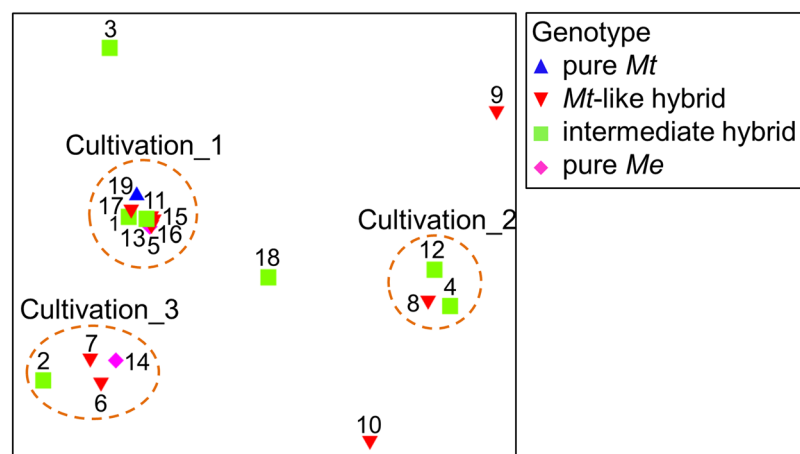 3
Genotype
pure Mt
Mt-like hybrid
intermediate hybrid
pure Me
9
Cultivation_1
19
17 11
1 15
13 5 16
Cultivation_2
18
12
8 4
Cultivation_3
7
2 14
6
10